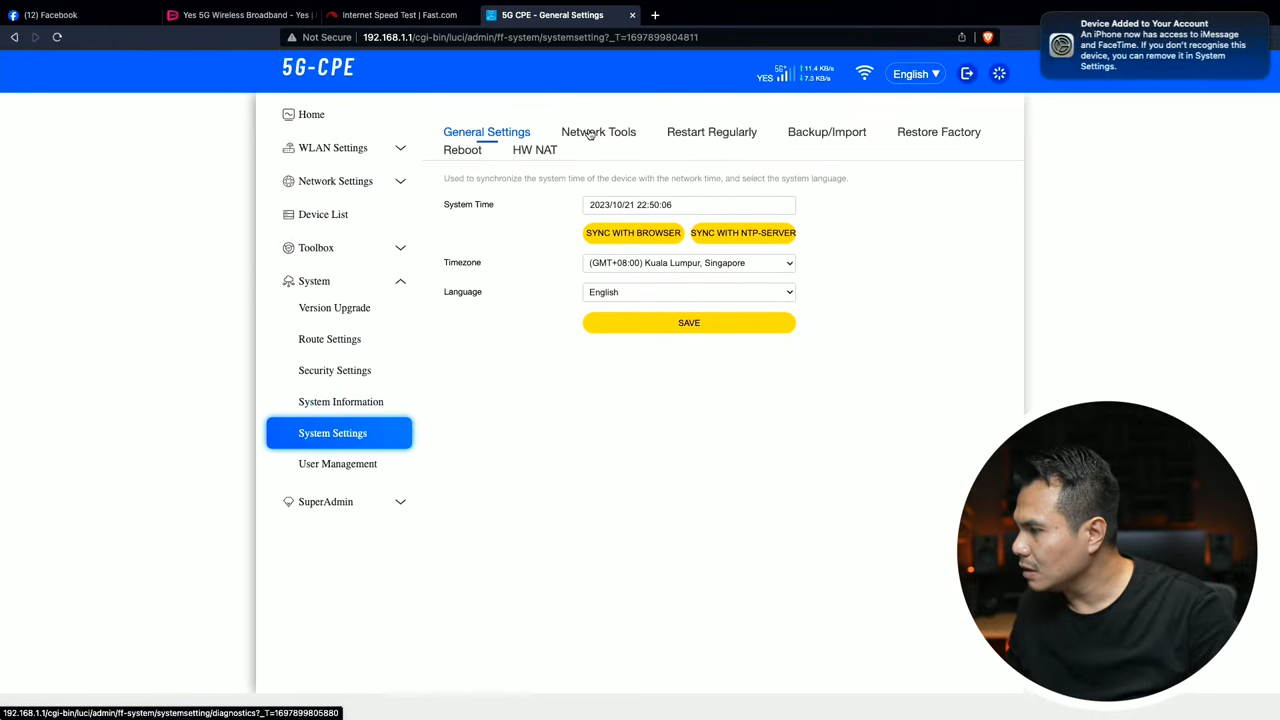 (12) Facebook
Yes 5G Wireless Broadband - Yes
Internet Speed Test | Fast.com
5G CPE - General Settings
Not Secure 192.168.1.1/cgi-bin/luci/admin/ff-system/systemsetting?_T=1697899804811
Device Added to Your Account
An iPhone now has access to iMessage
and FaceTime. If you don't recognise this
device, you can remove it in System
Settings.
5G-CPE
YES 5G+ ↑11.4 KB/s
↓7.3 KB/s
English ▼
Home
WLAN Settings
Network Settings
Device List
Toolbox
System
Version Upgrade
Route Settings
Security Settings
System Information
System Settings
User Management
SuperAdmin
General Settings Network Tools Restart Regularly Backup/Import Restore Factory
Reboot HW NAT
Used to synchronize the system time of the device with the network time, and select the system language.
System Time 2023/10/21 22:50:06
SYNC WITH BROWSER SYNC WITH NTP-SERVER
Timezone (GMT+08:00) Kuala Lumpur, Singapore
Language English
SAVE
192.168.1.1/cgi-bin/luci/admin/ff-system/systemsetting/diagnostics?_T=1697899805880